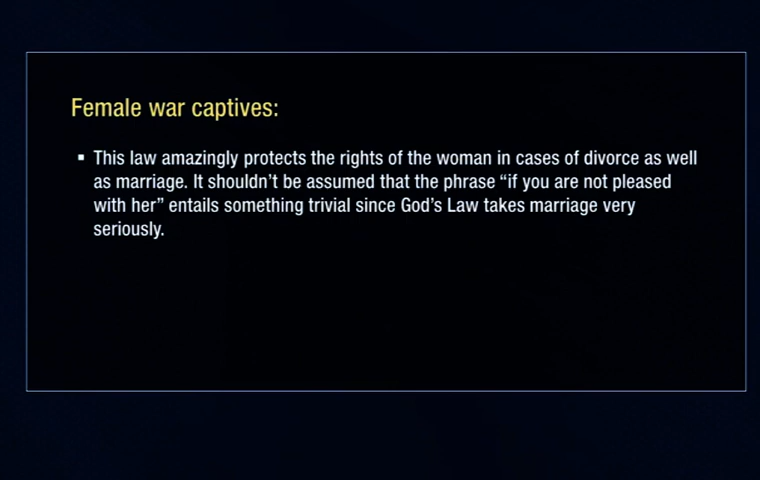 Female war captives:
▪ This law amazingly protects the rights of the woman in cases of divorce as well
as marriage. It shouldn’t be assumed that the phrase “if you are not pleased
with her” entails something trivial since God’s Law takes marriage very
seriously.